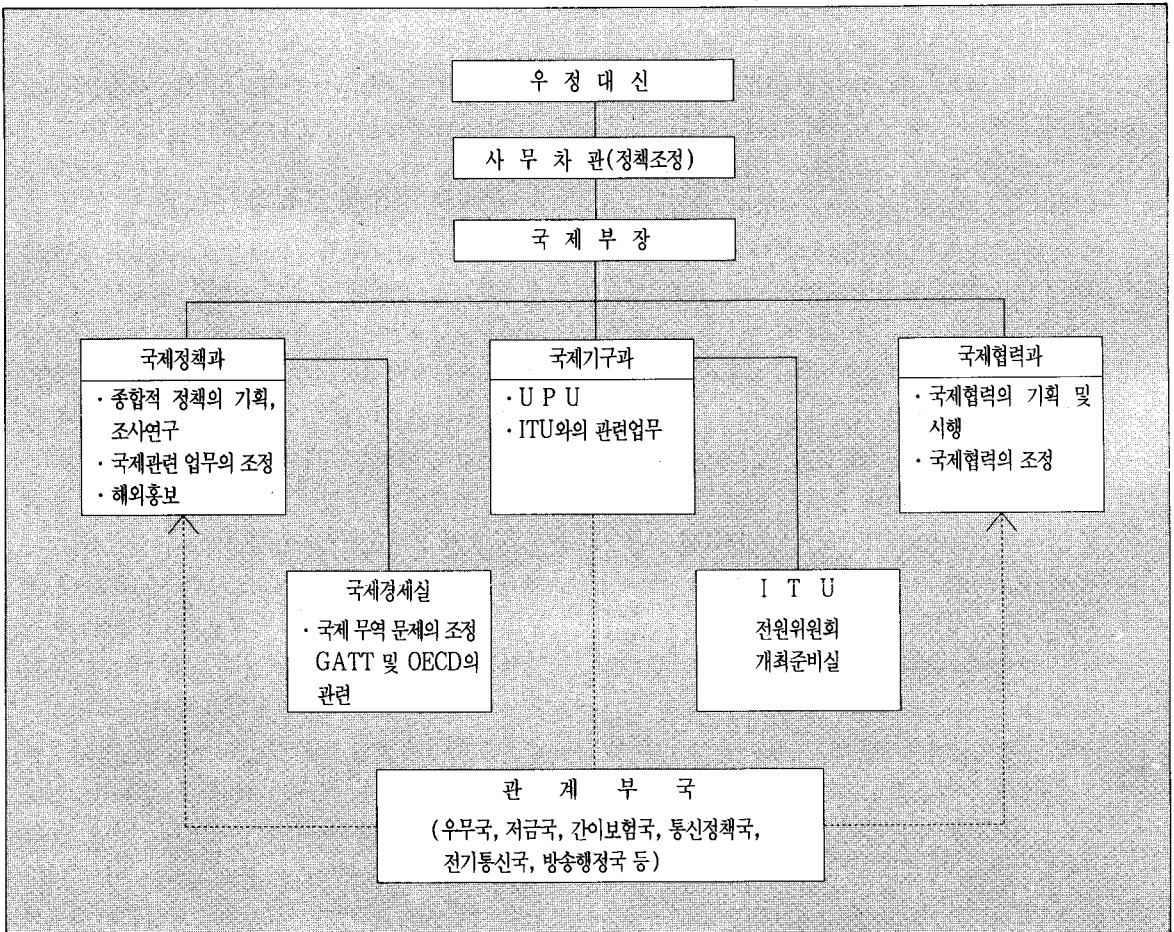 우 정 대 신
사 무 차 관(정책조정)
국 제 부 장
국제정책과
· 종합적 정책의 기획,
조사연구
· 국제관련 업무의 조정
· 해외홍보
국제기구과
· U P U
· ITU와의 관련업무
국제협력과
· 국제협력의 기획 및
시행
· 국제협력의 조정
국제경세실
· 국제 무역 문제의 조정
GATT 및 OECD의
관련
I T U
전원위원회
개최준비실
관 계 부 국
(우무국, 저금국, 간이보험국, 통신정책국,
전기통신국, 방송행정국 등)